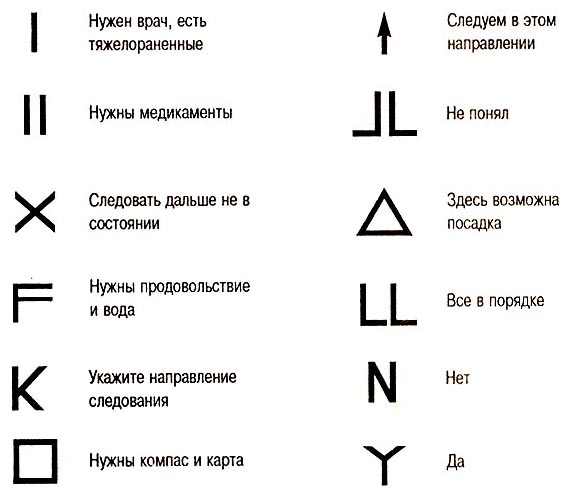 Нужен врач, есть
тяжелораненные
Нужны медикаменты
Следовать дальше не в
состоянии
F
Нужны продовольствие
и вода
K
Укажите направление
следования
Нужны компас и карта
Следуем в этом
направлении
Не понял
Здесь возможна
посадка
LL
Все в порядке
N
Нет
Y
Да